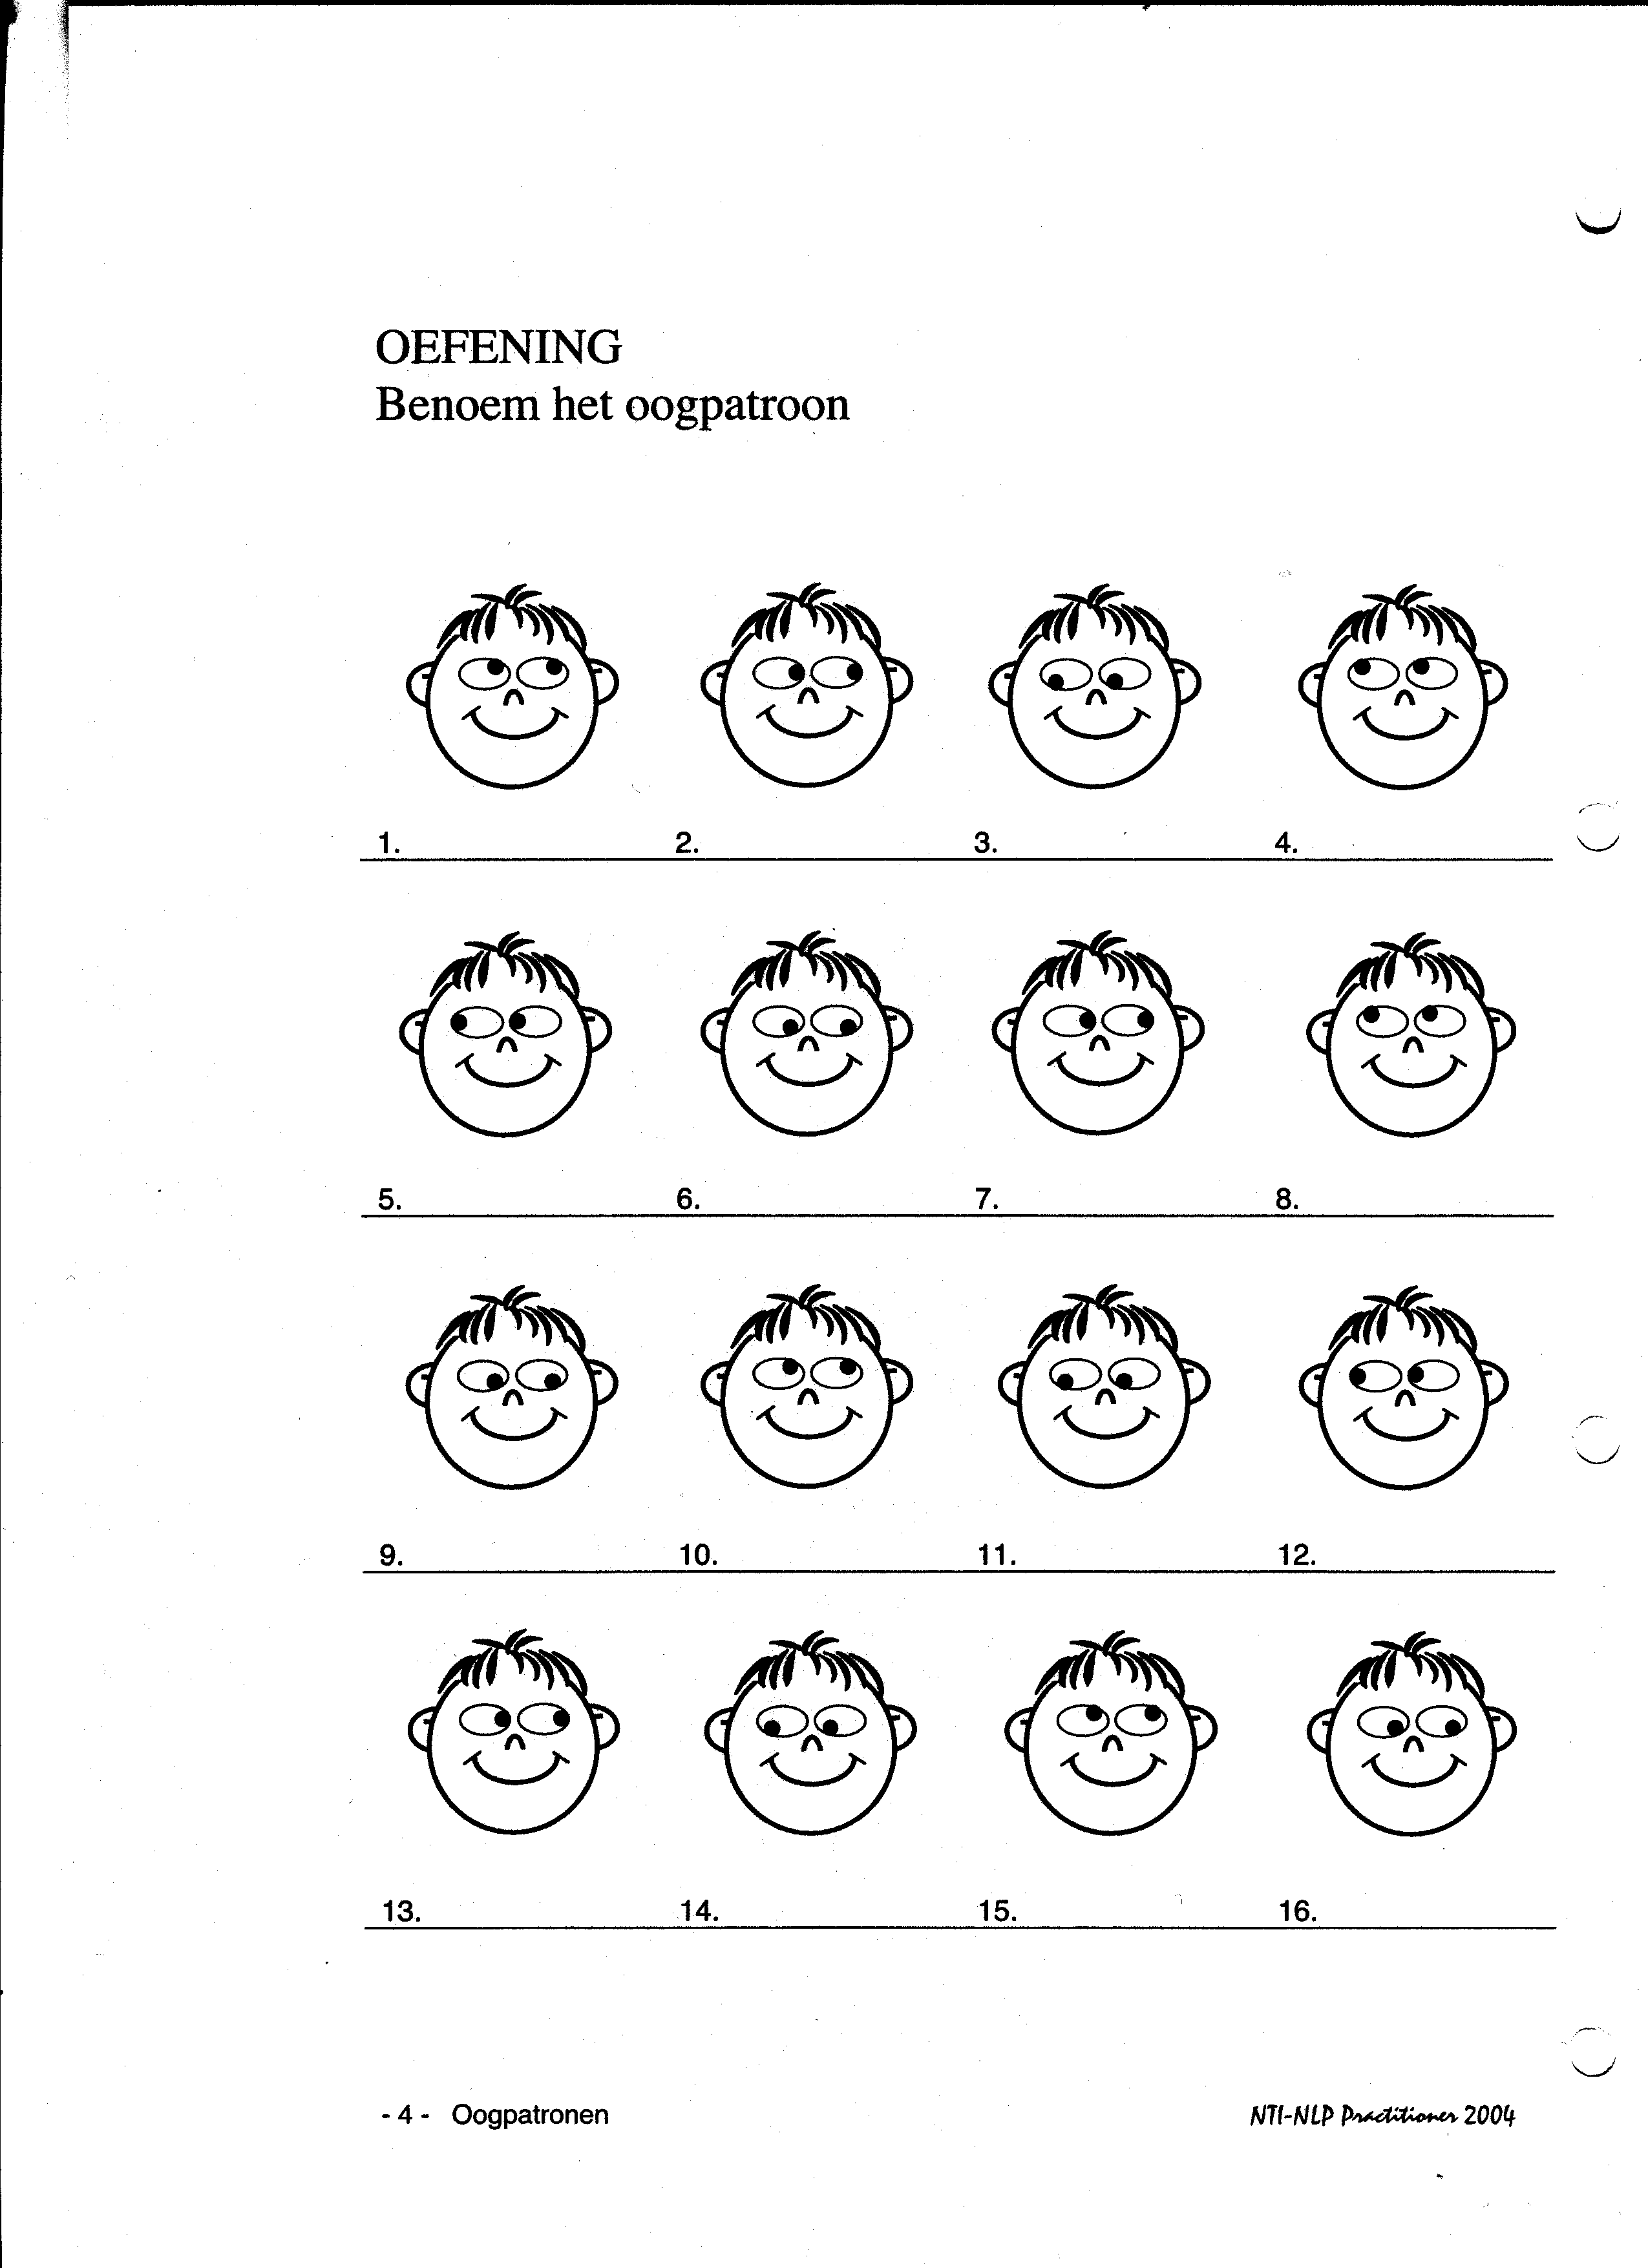 OEFENING
Benoem het oogpatroon
1. 2. 3. 4.
5. 6. 7. 8.
9. 10. 11. 12.
13. 14. 15. 16.
- 4 - Oogpatronen NTI-NLP Practitioner 2004